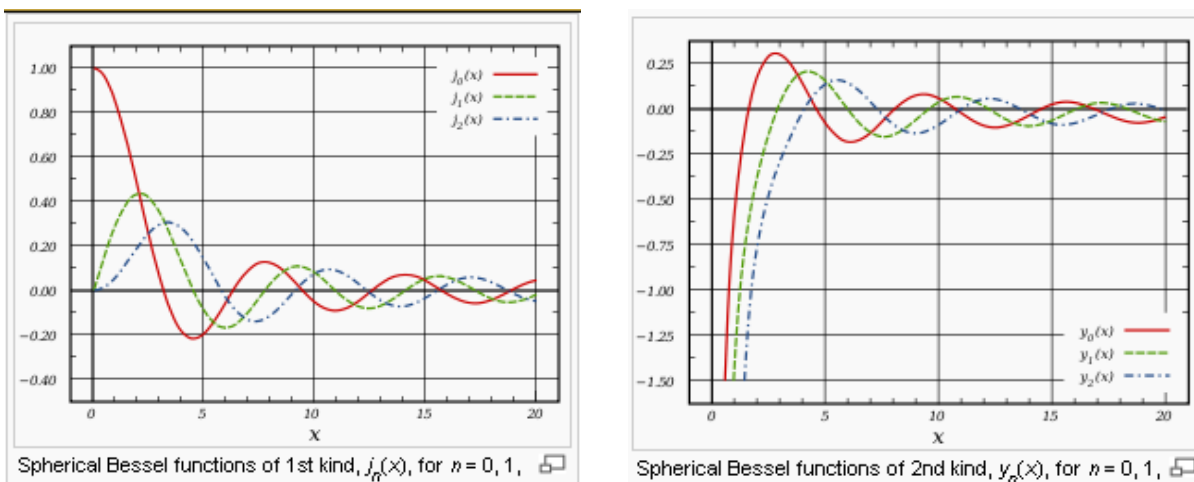 1.00
0.80
0.60
0.40
0.20
0.00
−0.20
−0.40
0
5
10
15
20
x
j₀(x)
j₁(x)
j₂(x)
Spherical Bessel functions of 1st kind, jₙ(x), for n = 0, 1,
0.25
0.00
−0.25
−0.50
−0.75
−1.00
−1.25
−1.50
0
5
10
15
20
x
y₀(x)
y₁(x)
y₂(x)
Spherical Bessel functions of 2nd kind, yₙ(x), for n = 0, 1,